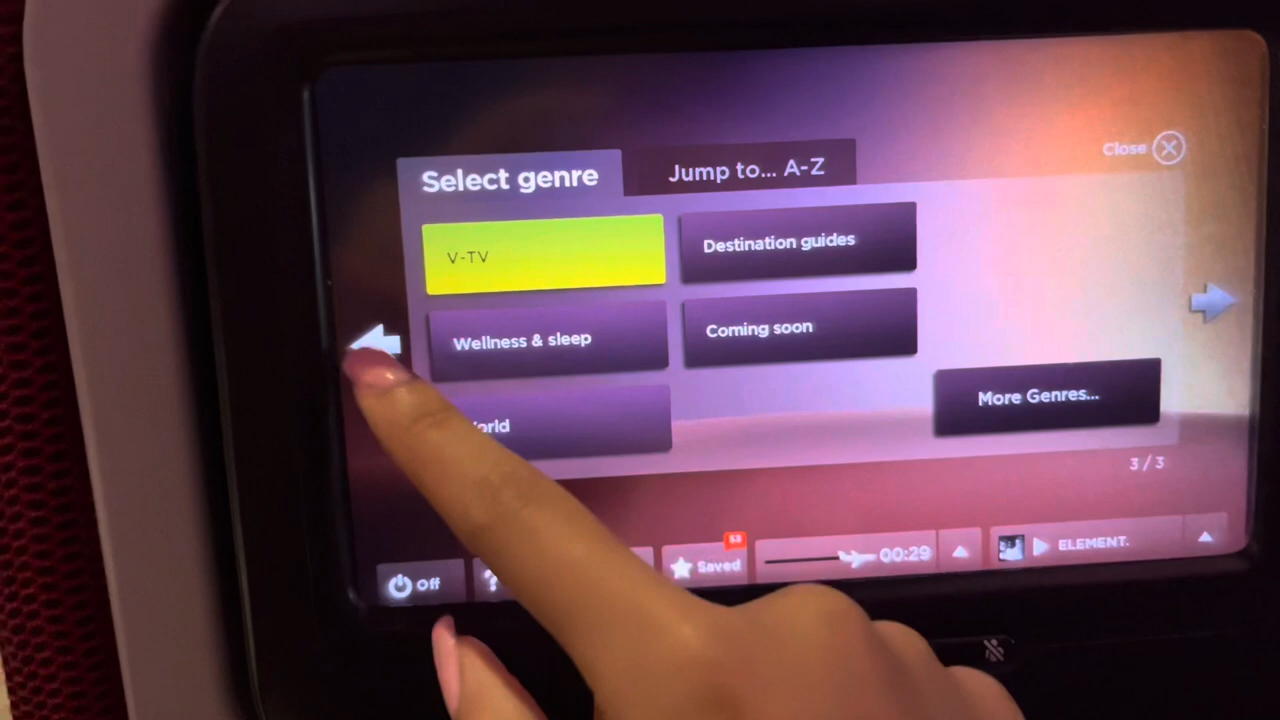 Select genre
Jump to... A-Z
Close
V-TV
Destination guides
Wellness & sleep
Coming soon
More Genres...
3/3
Off
?
Saved
53
00:29
ELEMENT.